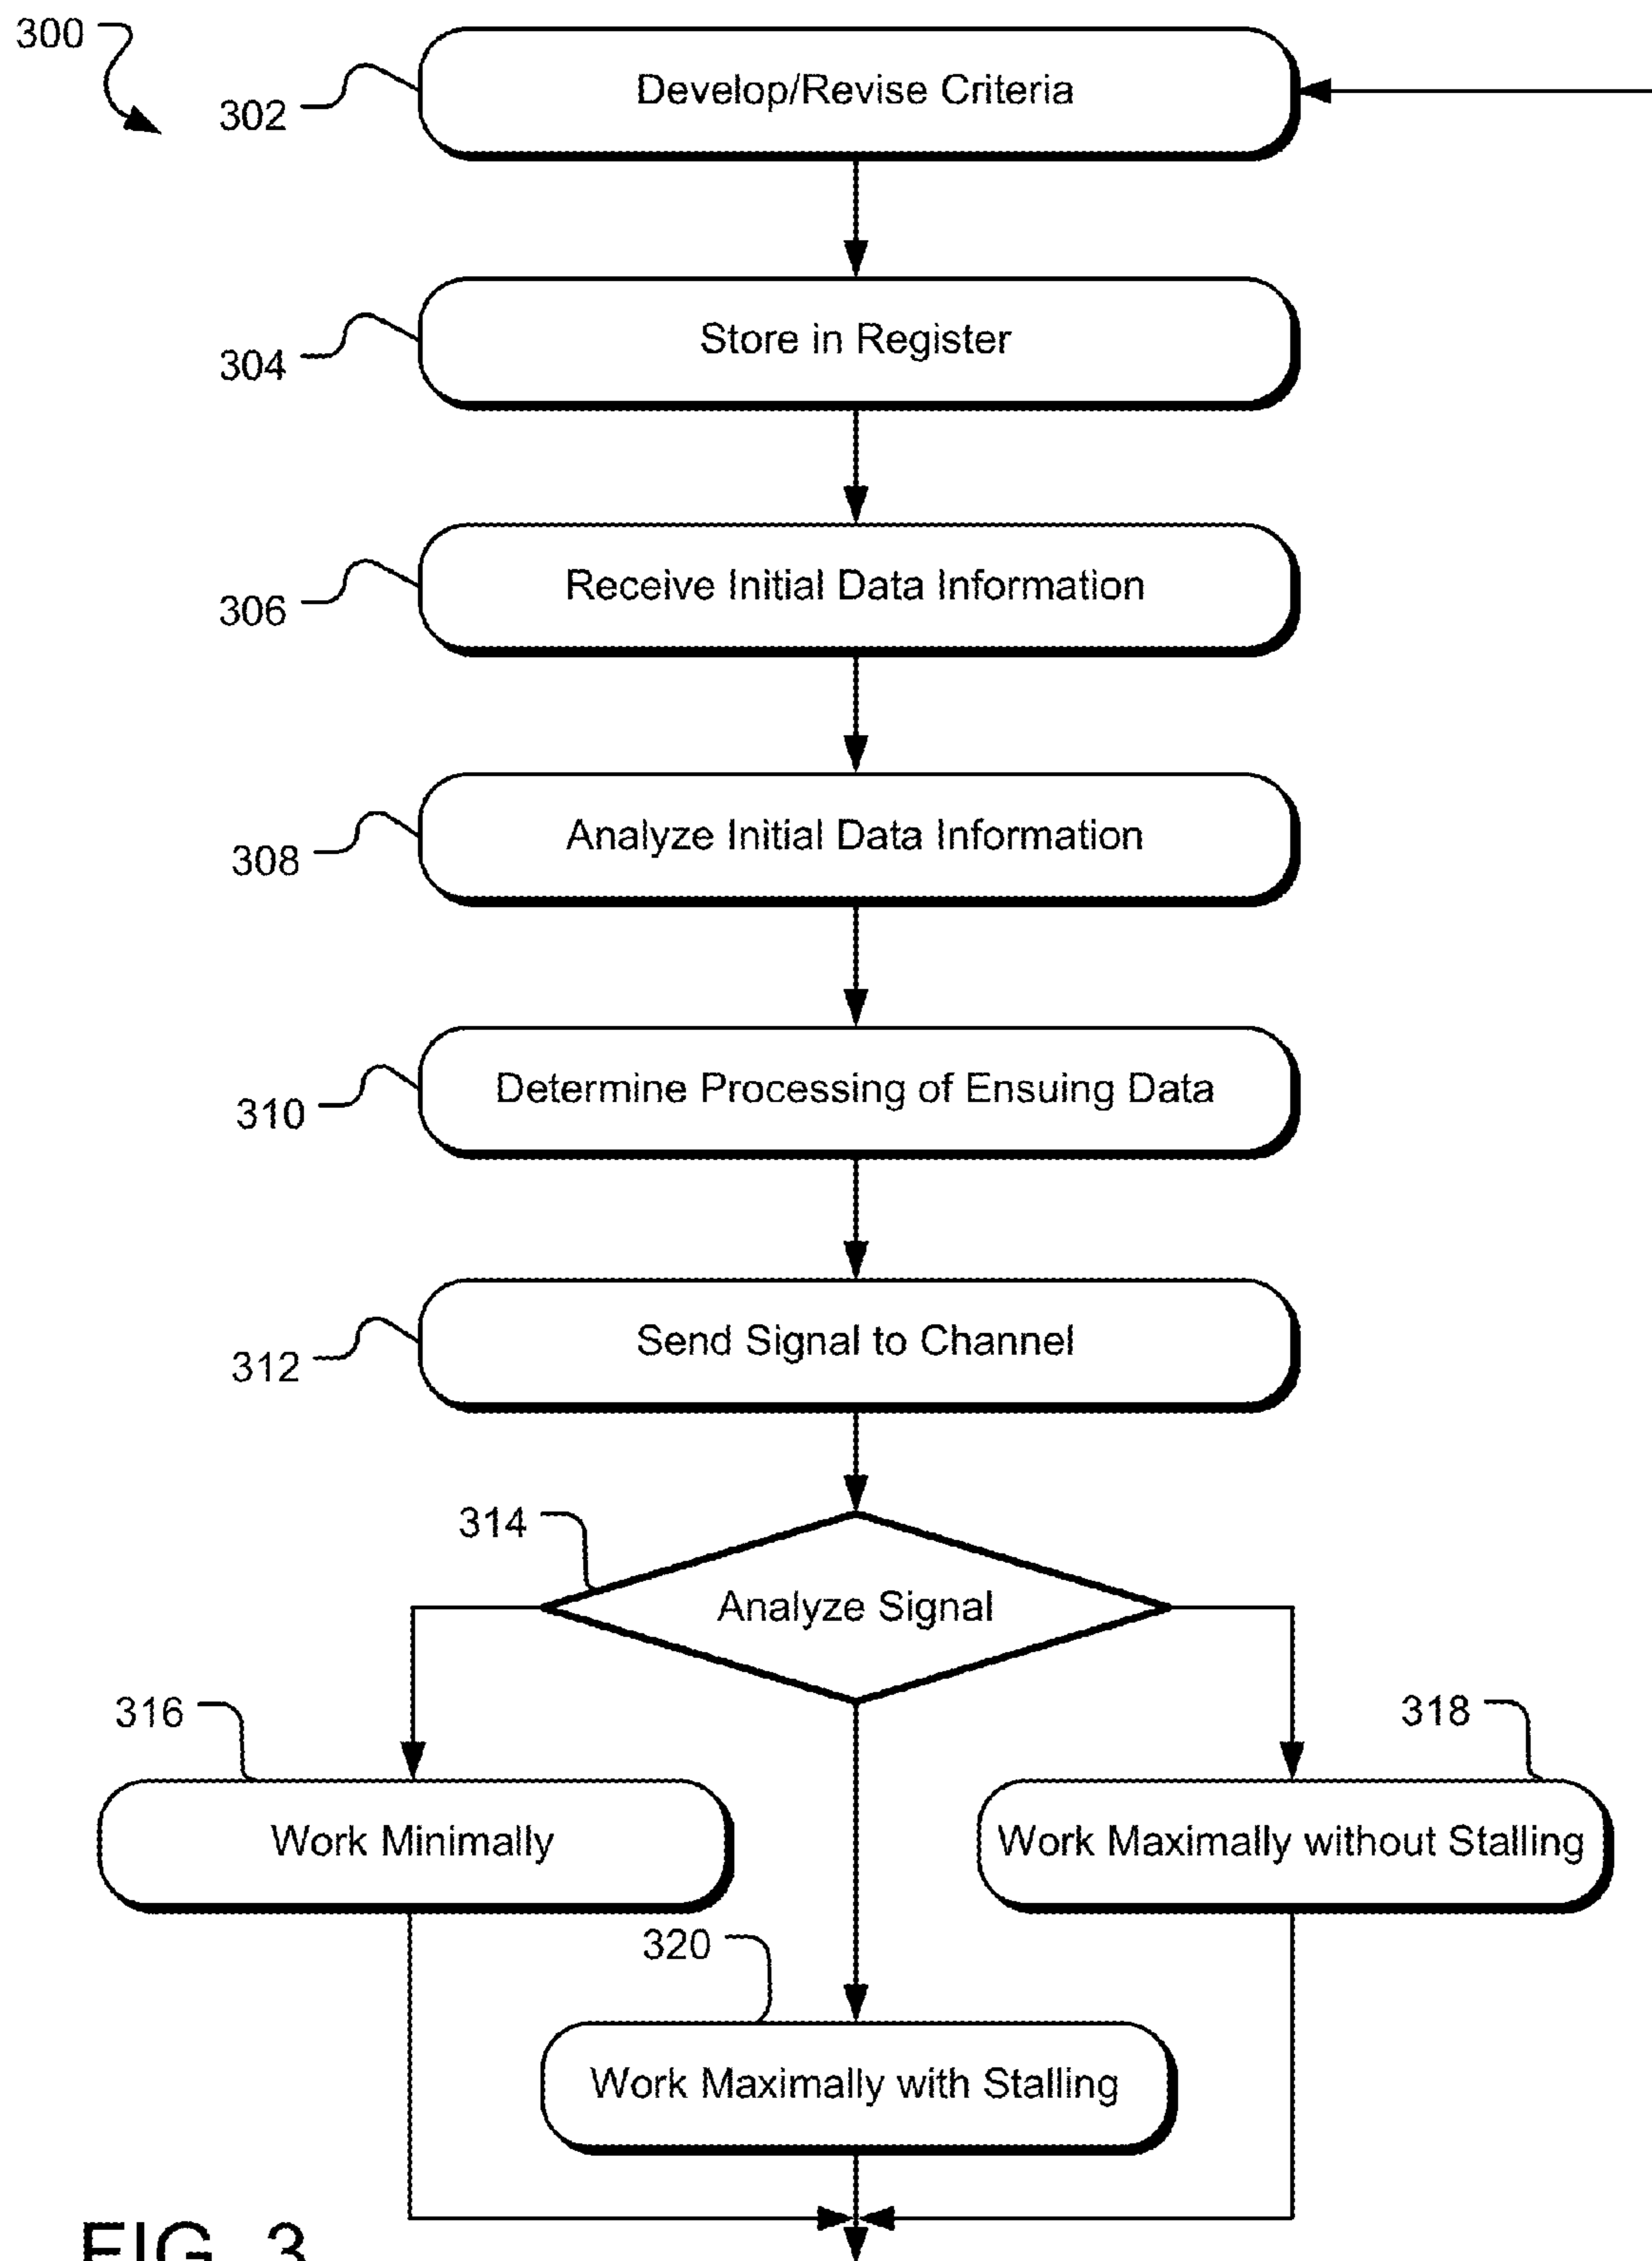 300
302
Develop/Revise Criteria
304
Store in Register
306
Receive Initial Data Information
308
Analyze Initial Data Information
310
Determine Processing of Ensuing Data
312
Send Signal to Channel
314
Analyze Signal
316
Work Minimally
318
Work Maximally without Stalling
320
Work Maximally with Stalling
FIG. 3